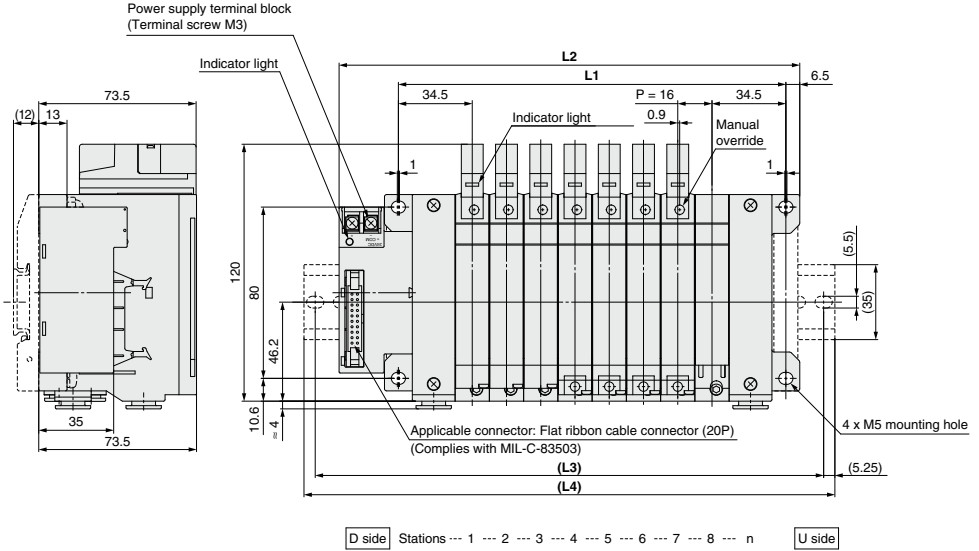 Power supply terminal block
(Terminal screw M3)
Indicator light
L2
L1
6.5
73.5
34.5
P = 16
34.5
(12)
13
Indicator light
0.9
Manual
override
1
1
(5.5)
(35)
120
80
46.2
10.6
≈ 4
35
73.5
Applicable connector: Flat ribbon cable connector (20P)
(Complies with MIL-C-83503)
4 x M5 mounting hole
(L3)
(5.25)
(L4)
D side Stations --- 1 --- 2 --- 3 --- 4 --- 5 --- 6 --- 7 --- 8 --- n U side